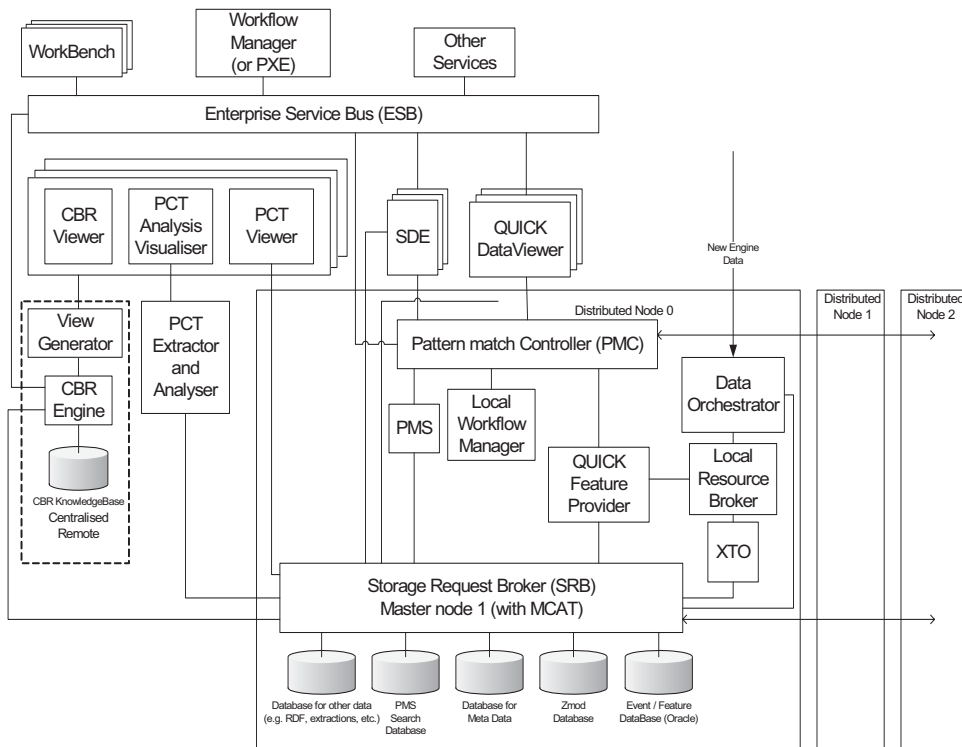 WorkBench
Workflow
Manager
(or PXE)
Other
Services
Enterprise Service Bus (ESB)
CBR
Viewer
PCT
Analysis
Visualiser
PCT
Viewer
SDE
QUICK
DataViewer
New Engine
Data
Distributed Node 0
Distributed
Node 1
Distributed
Node 2
View
Generator
PCT
Extractor
and
Analyser
Pattern match Controller (PMC)
CBR
Engine
PMS
Local
Workflow
Manager
Data
Orchestrator
QUICK
Feature
Provider
Local
Resource
Broker
CBR KnowledgeBase
Centralised
Remote
XTO
Storage Request Broker (SRB)
Master node 1 (with MCAT)
Database for other data
(e.g. RDF, extractions, etc.)
PMS
Search
Database
Database for
Meta Data
Zmod
Database
Event / Feature
DataBase (Oracle)